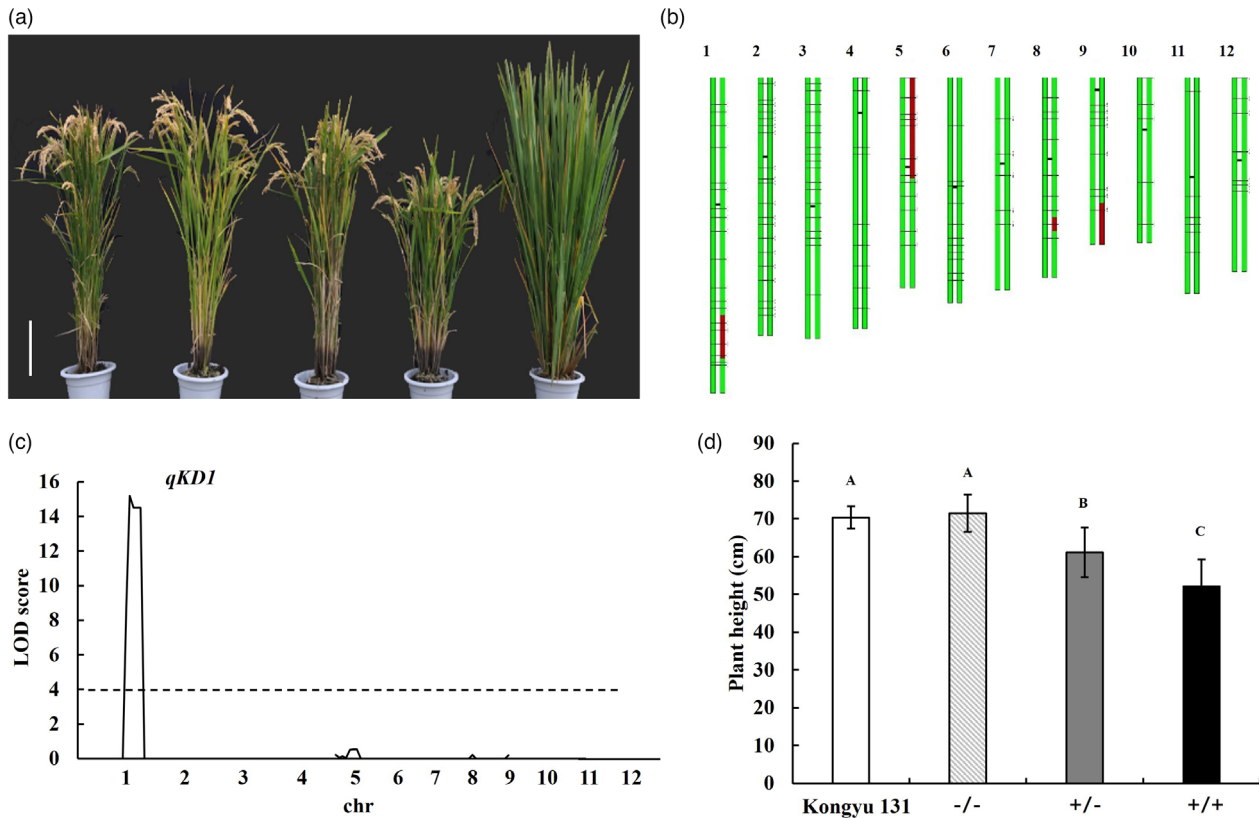 (a)
(b)
1 2 3 4 5 6 7 8 9 10 11 12
(c)
qKD1
16
14
12
10
8
6
4
2
0
LOD score
1 2 3 4 5 6 7 8 9 10 11 12
chr
(d)
90
80
70
60
50
40
30
20
10
0
Plant height (cm)
A A B C
Kongyu 131 -/- +/- +/+